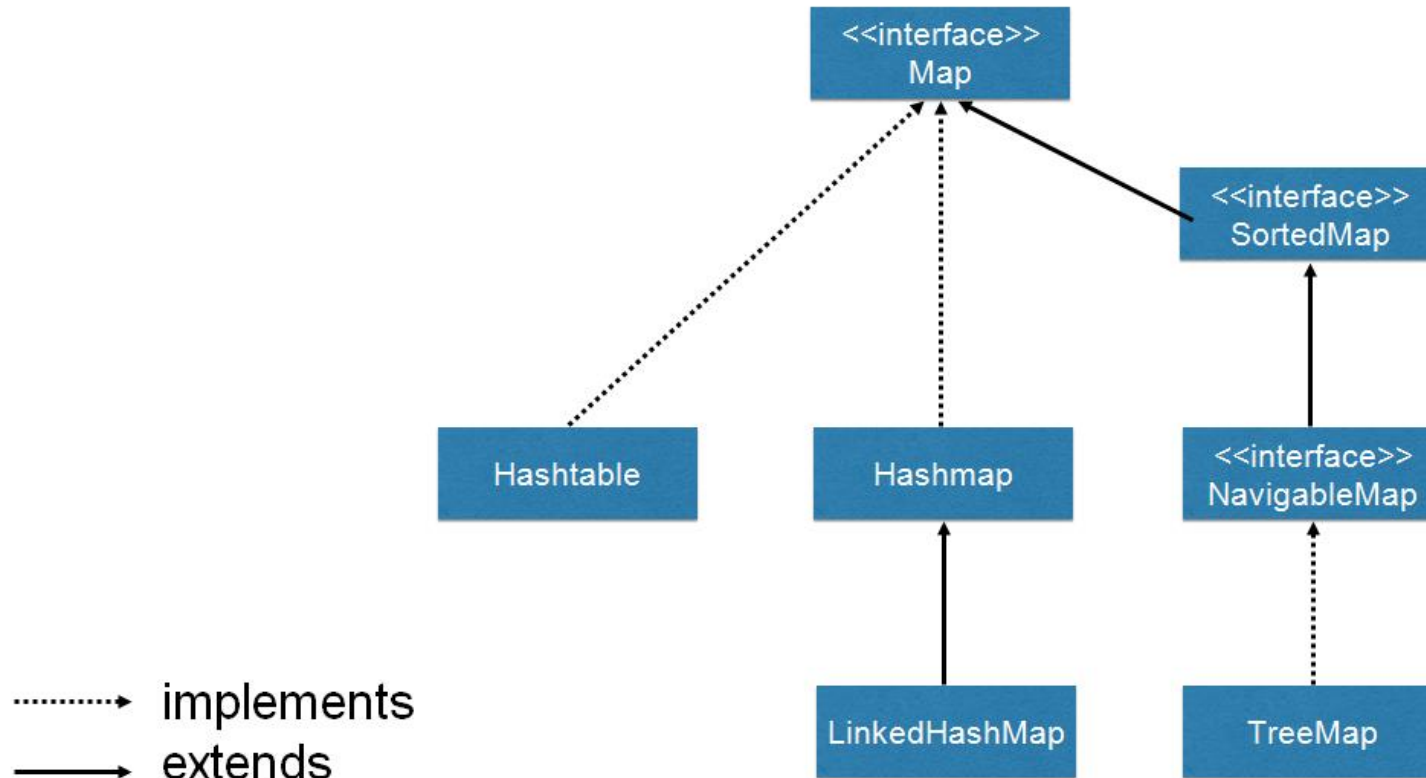 <<interface>>
Map
<<interface>>
SortedMap
Hashtable
Hashmap
<<interface>>
NavigableMap
LinkedHashMap
TreeMap
implements
extends